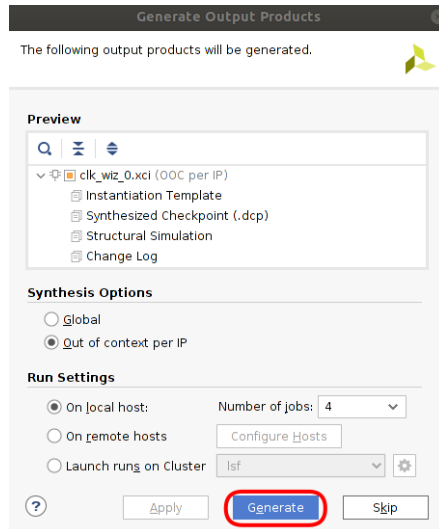 Generate Output Products
The following output products will be generated.
Preview
clk_wiz_0.xci (OOC per IP)
Instantiation Template
Synthesized Checkpoint (.dcp)
Structural Simulation
Change Log
Synthesis Options
Global
Out of context per IP
Run Settings
On local host: Number of jobs: 4
On remote hosts Configure Hosts
Launch runs on Cluster lsf
? Apply Generate Skip